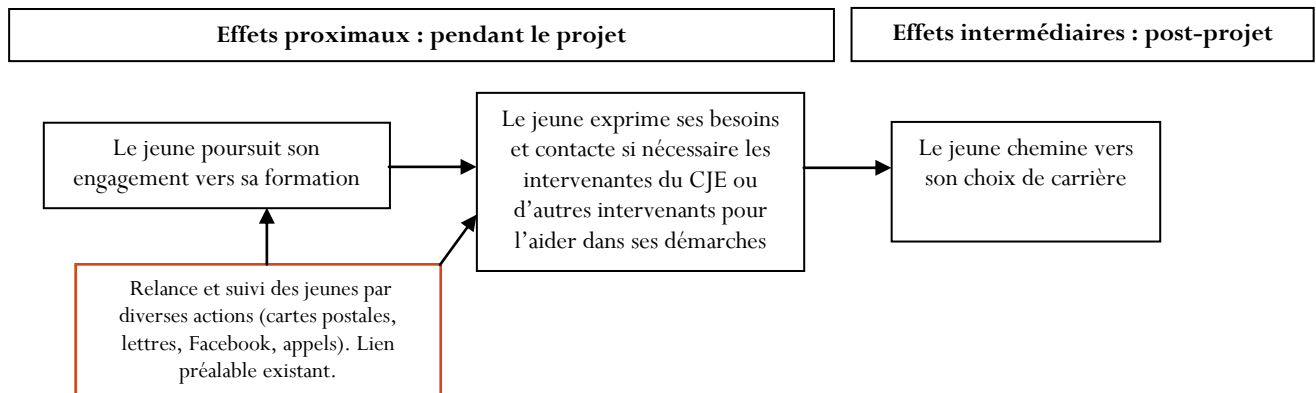 Effets proximaux : pendant le projet
Effets intermédiaires : post-projet
Le jeune poursuit son
engagement vers sa formation
Le jeune exprime ses besoins
et contacte si nécessaire les
intervenantes du CJE ou
d’autres intervenants pour
l’aider dans ses démarches
Le jeune chemine vers
son choix de carrière
Relance et suivi des jeunes par
diverses actions (cartes postales,
lettres, Facebook, appels). Lien
préalable existant.